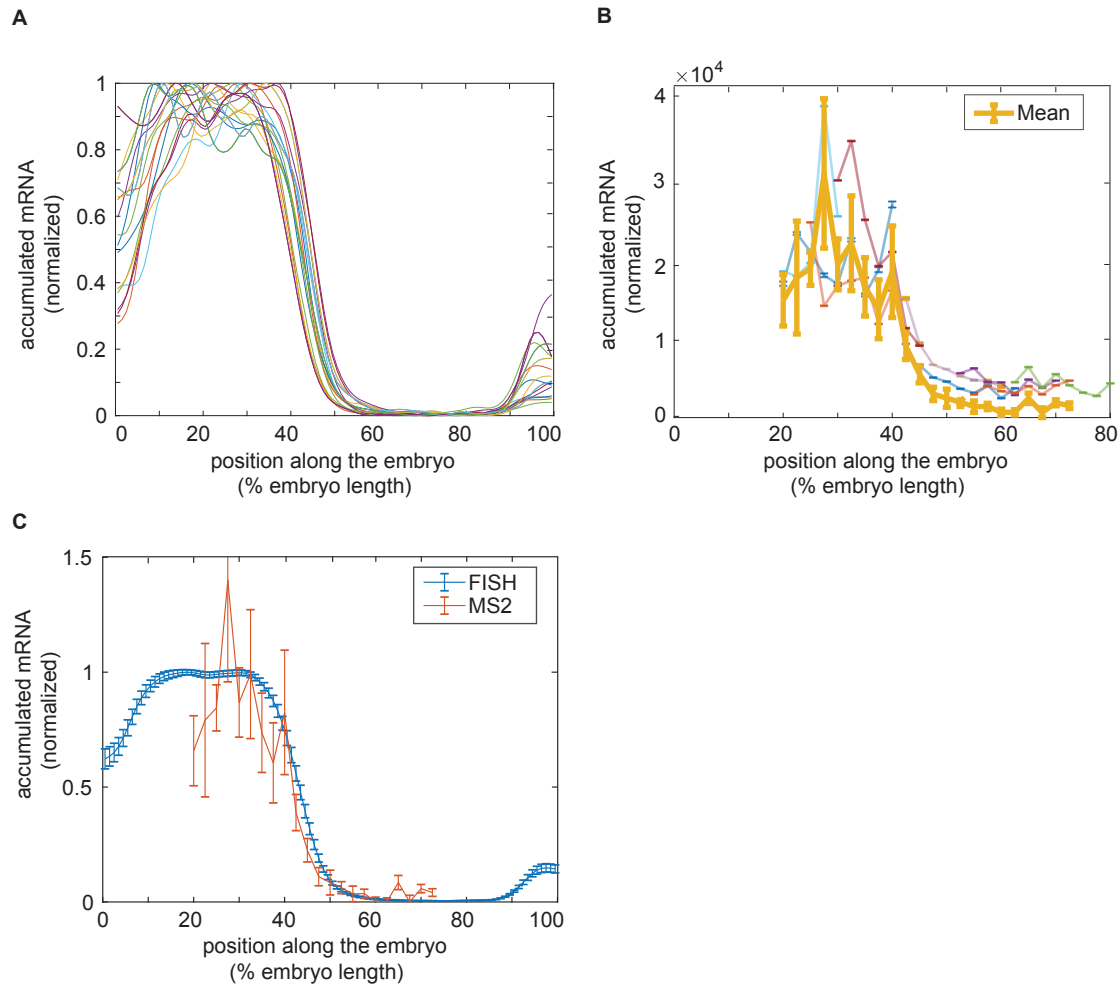 A
accumulated mRNA
(normalized)
1
0.8
0.6
0.4
0.2
0
0 20 40 60 80 100
position along the embryo
(% embryo length)
B
×10⁴
4
3
2
1
0
accumulated mRNA
(normalized)
Mean
0 20 40 60 80
position along the embryo
(% embryo length)
C
accumulated mRNA
(normalized)
1.5
1
0.5
0
FISH
MS2
0 20 40 60 80 100
position along the embryo
(% embryo length)